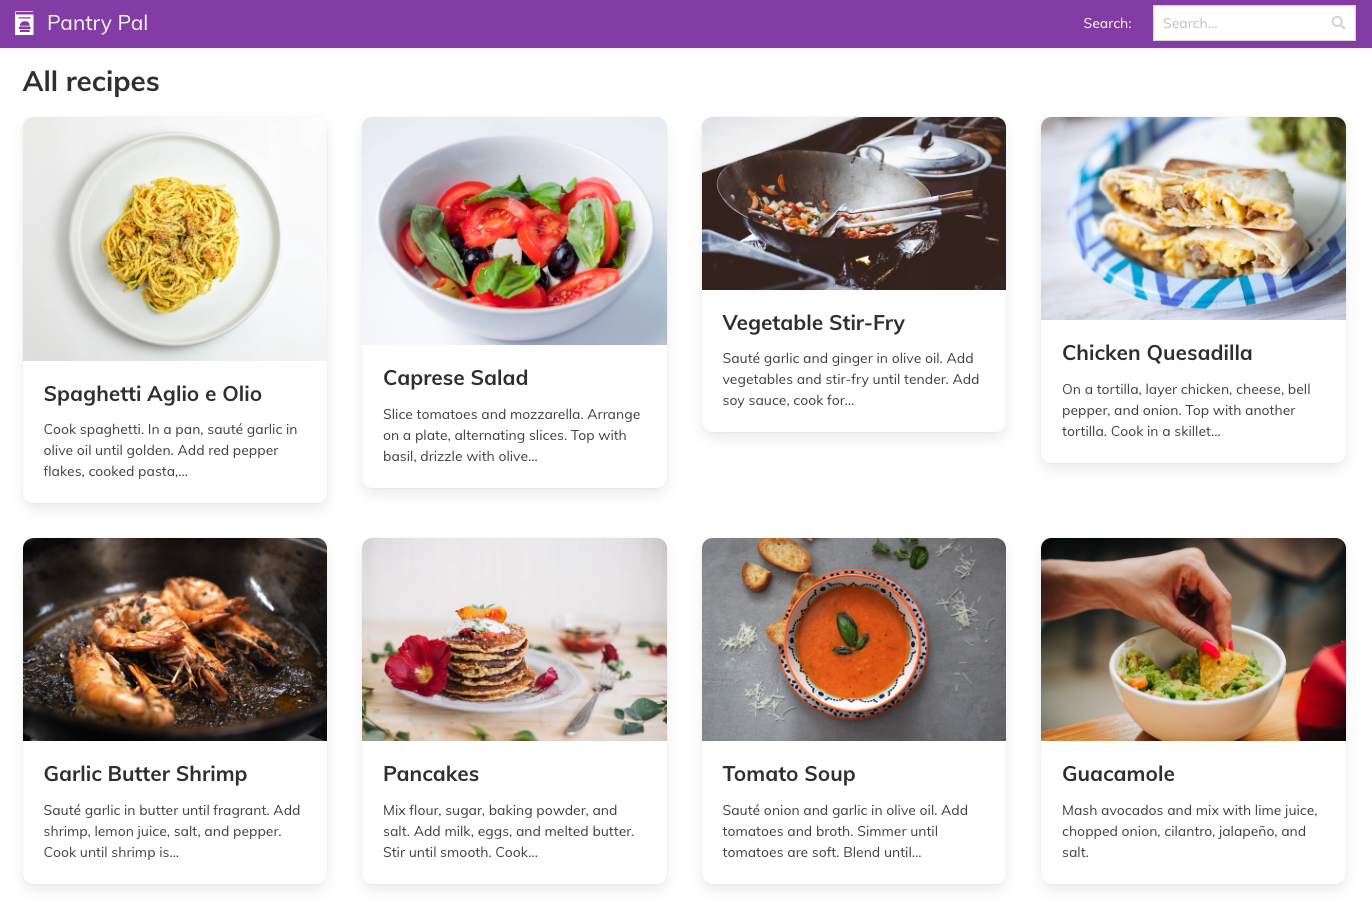 Pantry Pal
Search:
Search...
All recipes
Spaghetti Aglio e Olio
Cook spaghetti. In a pan, sauté garlic in
olive oil until golden. Add red pepper
flakes, cooked pasta,...
Caprese Salad
Slice tomatoes and mozzarella. Arrange
on a plate, alternating slices. Top with
basil, drizzle with olive...
Vegetable Stir-Fry
Sauté garlic and ginger in olive oil. Add
vegetables and stir-fry until tender. Add
soy sauce, cook for...
Chicken Quesadilla
On a tortilla, layer chicken, cheese, bell
pepper, and onion. Top with another
tortilla. Cook in a skillet...
Garlic Butter Shrimp
Sauté garlic in butter until fragrant. Add
shrimp, lemon juice, salt, and pepper.
Cook until shrimp is...
Pancakes
Mix flour, sugar, baking powder, and
salt. Add milk, eggs, and melted butter.
Stir until smooth. Cook...
Tomato Soup
Sauté onion and garlic in olive oil. Add
tomatoes and broth. Simmer until
tomatoes are soft. Blend until...
Guacamole
Mash avocados and mix with lime juice,
chopped onion, cilantro, jalapeño, and
salt.